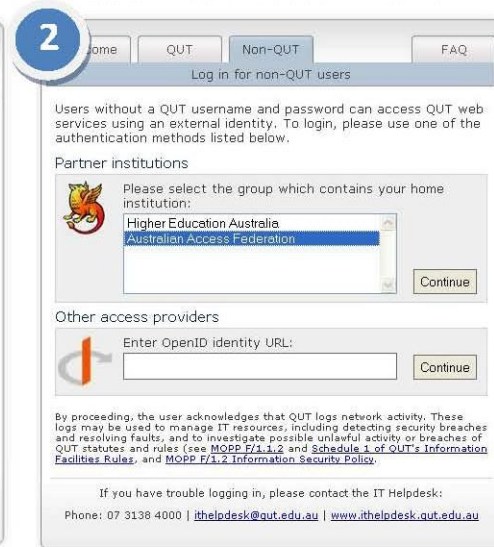 2
ome QUT Non-QUT FAQ
Log in for non-QUT users
Users without a QUT username and password can access QUT web
services using an external identity. To login, please use one of the
authentication methods listed below.
Partner institutions
Please select the group which contains your home
institution:
Higher Education Australia
Australian Access Federation
Continue
Other access providers
Enter OpenID identity URL:
Continue
By proceeding, the user acknowledges that QUT logs network activity. These
logs may be used to manage IT resources, including detecting security breaches
and resolving faults, and to investigate possible unlawful activity or breaches of
QUT statutes and rules (see MOPP F/1.1.2 and Schedule 1 of QUT's Information
Facilities Rules, and MOPP F/1.2 Information Security Policy.
If you have trouble logging in, please contact the IT Helpdesk:
Phone: 07 3138 4000 | ithelpdesk@qut.edu.au | www.ithelpdesk.qut.edu.au